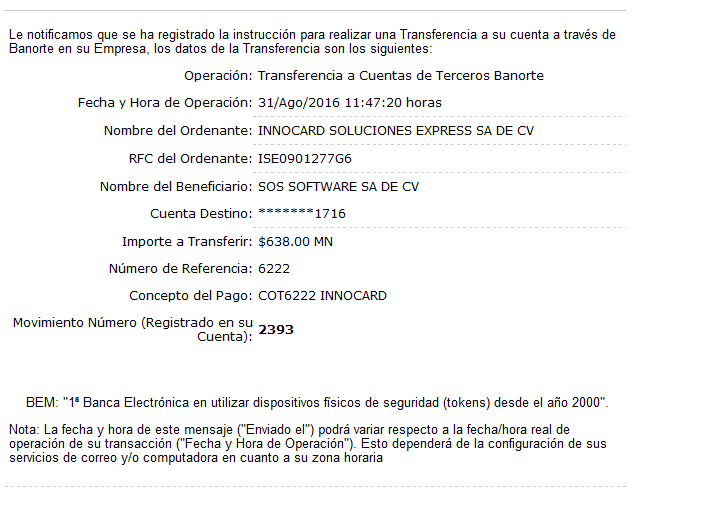 Le notificamos que se ha registrado la instrucción para realizar una Transferencia a su cuenta a través de
Banorte en su Empresa, los datos de la Transferencia son los siguientes:
Operación: Transferencia a Cuentas de Terceros Banorte
Fecha y Hora de Operación: 31/Ago/2016 11:47:20 horas
Nombre del Ordenante: INNOCARD SOLUCIONES EXPRESS SA DE CV
RFC del Ordenante: ISE0901277G6
Nombre del Beneficiario: SOS SOFTWARE SA DE CV
Cuenta Destino: *******1716
Importe a Transferir: $638.00 MN
Número de Referencia: 6222
Concepto del Pago: COT6222 INNOCARD
Movimiento Número (Registrado en su
Cuenta): 2393
BEM: "1ª Banca Electrónica en utilizar dispositivos físicos de seguridad (tokens) desde el año 2000".
Nota: La fecha y hora de este mensaje ("Enviado el") podrá variar respecto a la fecha/hora real de
operación de su transacción ("Fecha y Hora de Operación"). Esto dependerá de la configuración de sus
servicios de correo y/o computadora en cuanto a su zona horaria